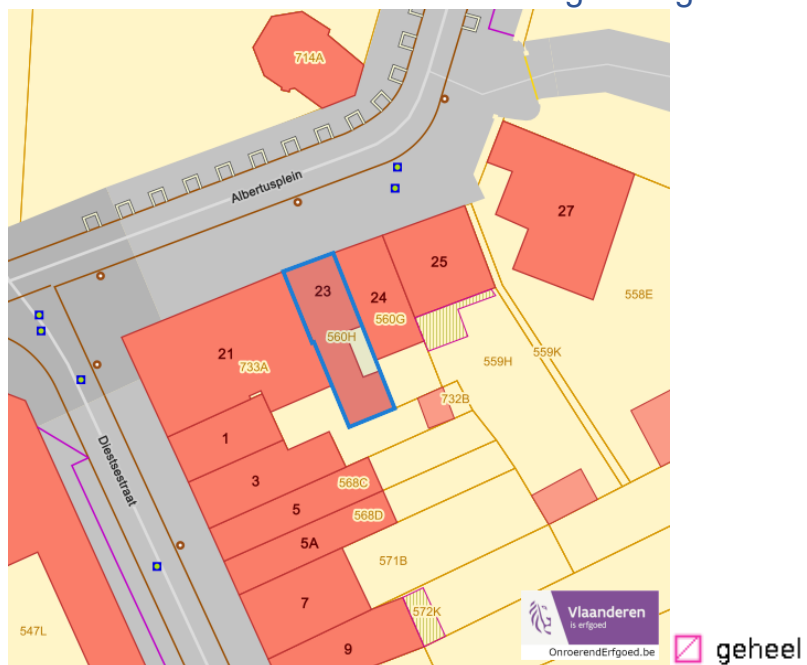 714A
Albertusplein
27
25
23
24
558E
560G
560H
559K
21
733A
559H
732B
1
Diestsestraat
3
568C
5
568D
5A
571B
7
572K
547L
9
Vlaanderen
is erfgoed
OnroerendErfgoed.be
geheel